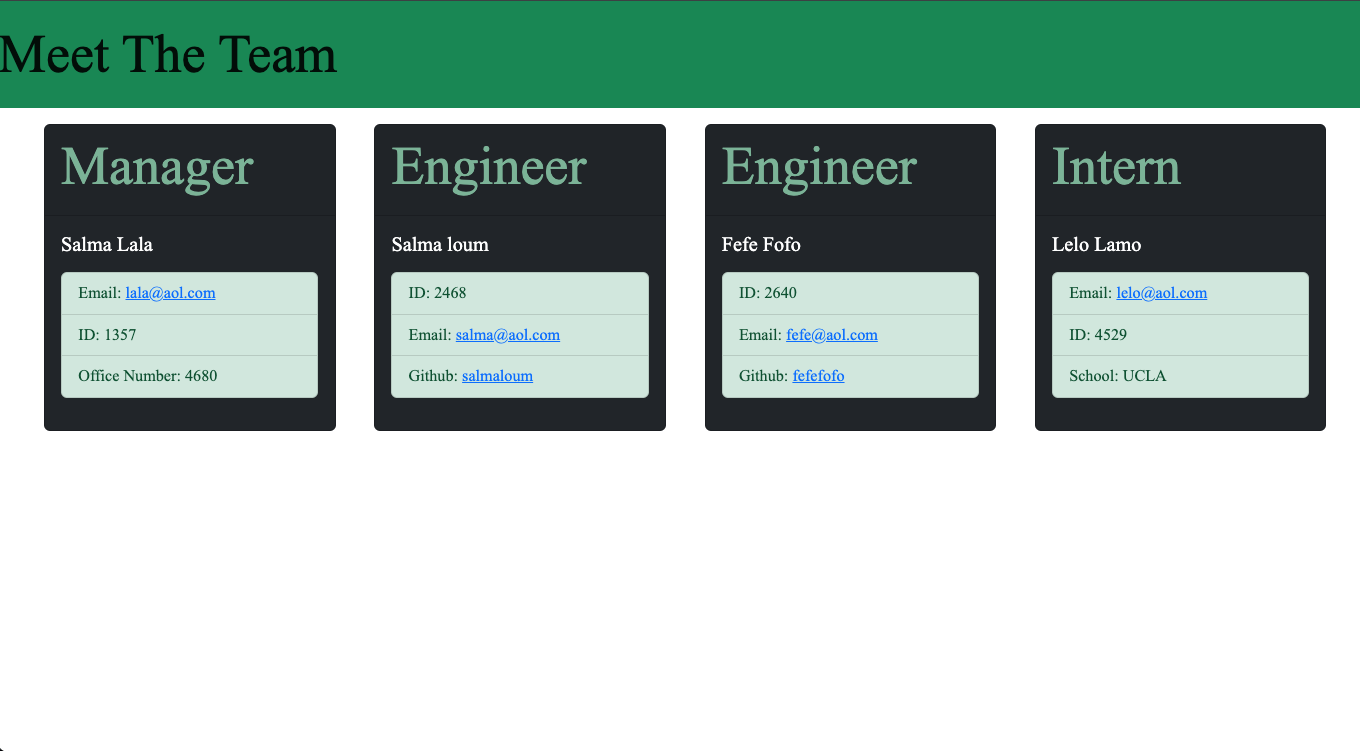 Meet The Team
Manager
Salma Lala
Email: lala@aol.com
ID: 1357
Office Number: 4680
Engineer
Salma loum
ID: 2468
Email: salma@aol.com
Github: salmaloum
Engineer
Fefe Fofo
ID: 2640
Email: fefe@aol.com
Github: fefefofo
Intern
Lelo Lamo
Email: lelo@aol.com
ID: 4529
School: UCLA